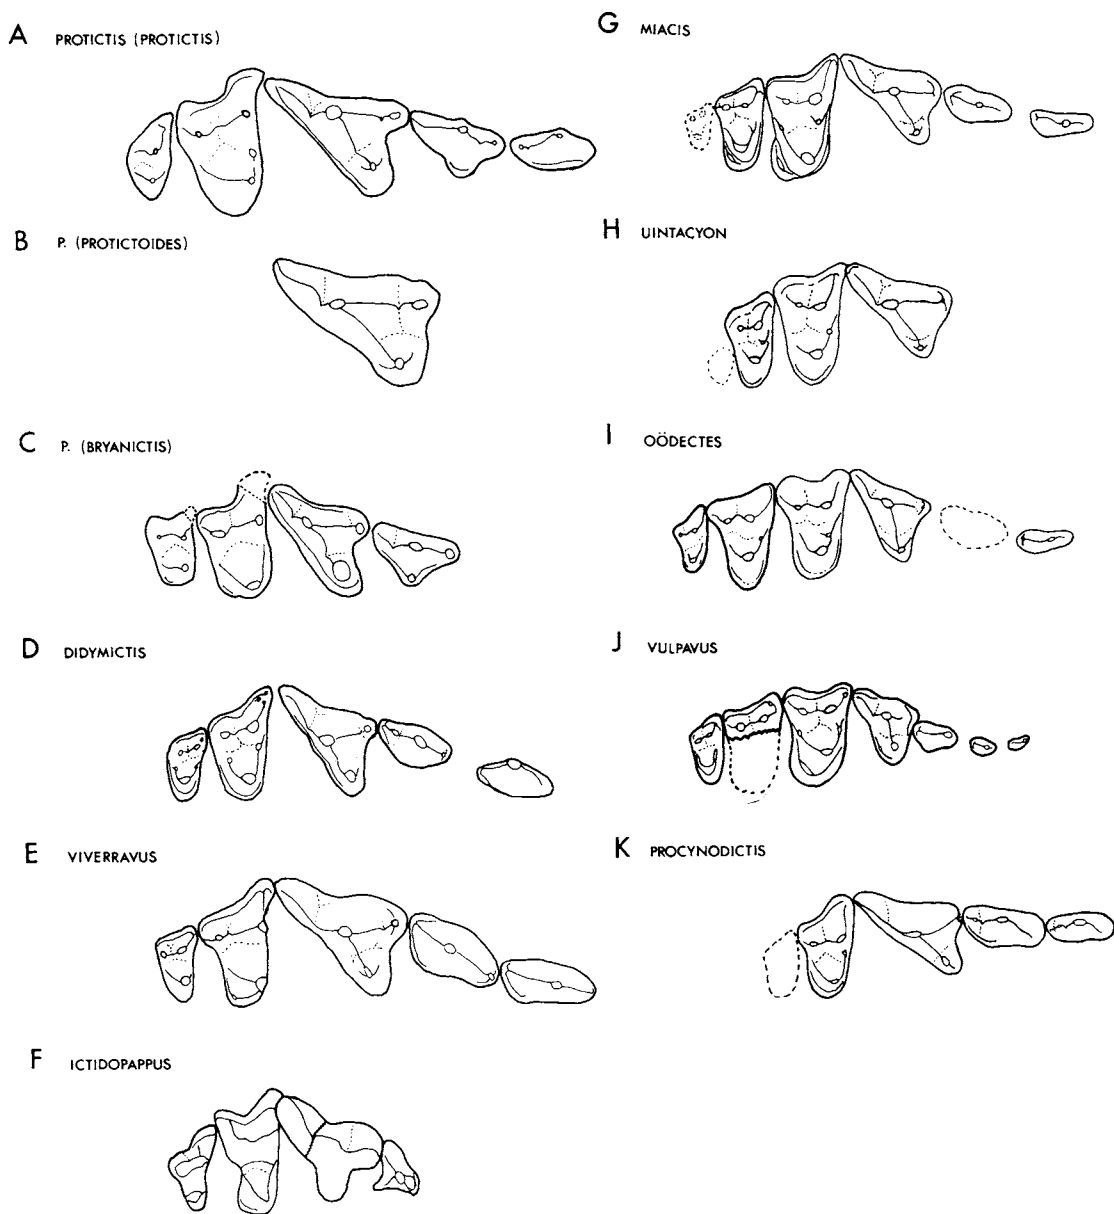 A PROTICTIS (PROTICTIS)
B P. (PROTICTOIDES)
C P. (BRYANICTIS)
D DIDYMICTIS
E VIVERRAVUS
F ICTIDOPAPPUS
G MIACIS
H UINTACYON
I OÖDECTES
J VULPAVUS
K PROCYNODICTIS